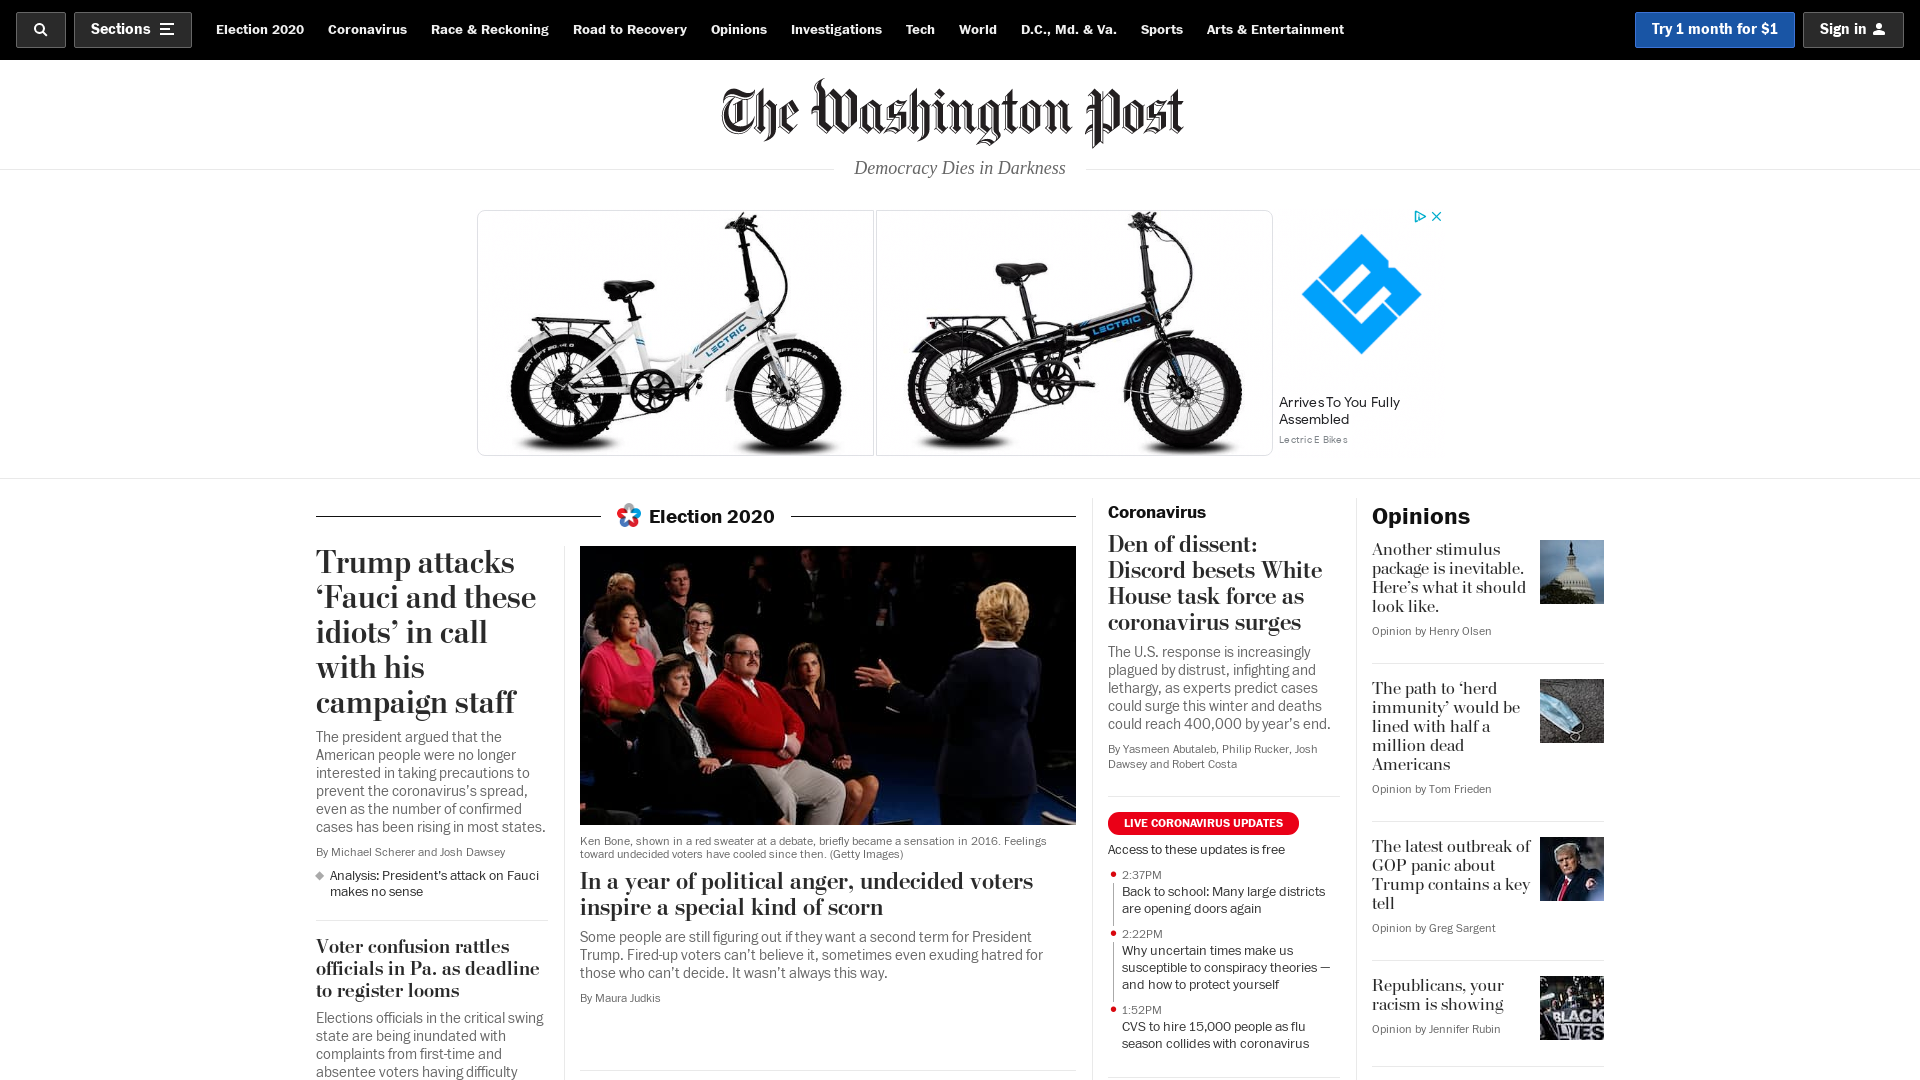 Sections
Election 2020
Coronavirus
Race & Reckoning
Road to Recovery
Opinions
Investigations
Tech
World
D.C., Md. & Va.
Sports
Arts & Entertainment
Try 1 month for $1
Sign in
The Washington Post
Democracy Dies in Darkness
LECTRIC
LECTRIC
Arrives To You Fully
Assembled
Lectric E Bikes
Election 2020
Trump attacks
‘Fauci and these
idiots’ in call
with his
campaign staff
The president argued that the
American people were no longer
interested in taking precautions to
prevent the coronavirus’s spread,
even as the number of confirmed
cases has been rising in most states.
By Michael Scherer and Josh Dawsey
Analysis: President's attack on Fauci
makes no sense
Voter confusion rattles
officials in Pa. as deadline
to register looms
Elections officials in the critical swing
state are being inundated with
complaints from first-time and
absentee voters having difficulty
Ken Bone, shown in a red sweater at a debate, briefly became a sensation in 2016. Feelings
toward undecided voters have cooled since then. (Getty Images)
In a year of political anger, undecided voters
inspire a special kind of scorn
Some people are still figuring out if they want a second term for President
Trump. Fired-up voters can’t believe it, sometimes even exuding hatred for
those who can’t decide. It wasn’t always this way.
By Maura Judkis
Coronavirus
Den of dissent:
Discord besets White
House task force as
coronavirus surges
The U.S. response is increasingly
plagued by distrust, infighting and
lethargy, as experts predict cases
could surge this winter and deaths
could reach 400,000 by year’s end.
By Yasmeen Abutaleb, Philip Rucker, Josh
Dawsey and Robert Costa
LIVE CORONAVIRUS UPDATES
Access to these updates is free
2:37PM
Back to school: Many large districts
are opening doors again
2:22PM
Why uncertain times make us
susceptible to conspiracy theories —
and how to protect yourself
1:52PM
CVS to hire 15,000 people as flu
season collides with coronavirus
Opinions
Another stimulus
package is inevitable.
Here’s what it should
look like.
Opinion by Henry Olsen
The path to ‘herd
immunity’ would be
lined with half a
million dead
Americans
Opinion by Tom Frieden
The latest outbreak of
GOP panic about
Trump contains a key
tell
Opinion by Greg Sargent
Republicans, your
racism is showing
Opinion by Jennifer Rubin
BLACK
LIVES